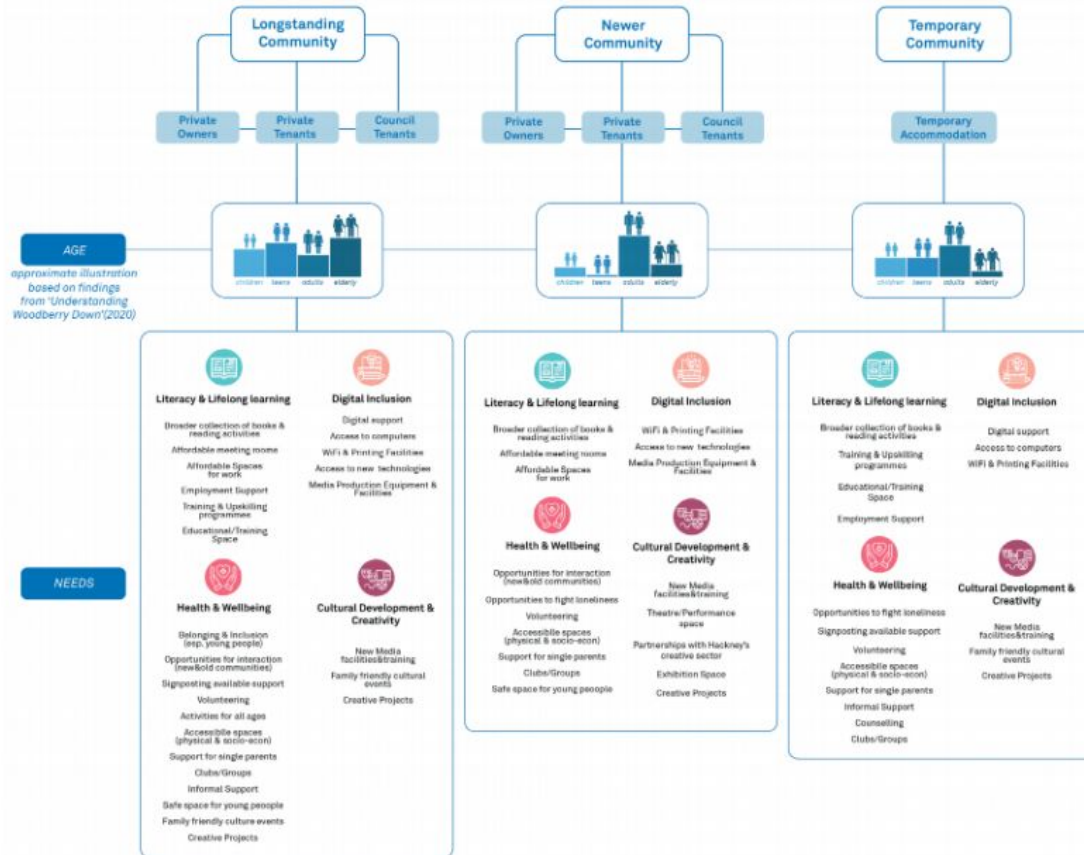 Longstanding
Community
Newer
Community
Temporary
Community
Private
Owners
Private
Tenants
Council
Tenants
Private
Owners
Private
Tenants
Council
Tenants
Temporary
Accommodation
AGE
approximate illustration
based on findings
from 'Understanding
Woodberry Down'(2020)
children teens adults elderly
children teens adults elderly
children teens adults elderly
NEEDS
Literacy & Lifelong learning
Broader collection of books &
reading activities
Affordable meeting rooms
Affordable Spaces
for work
Employment Support
Training & Upskilling
programmes
Educational/Training
Space
Digital Inclusion
Digital support
Access to computers
WiFi & Printing Facilities
Access to new technologies
Media Production Equipment &
Facilities
Health & Wellbeing
Belonging & Inclusion
(esp. young people)
Opportunities for interaction
(new&old communities)
Signposting available support
Volunteering
Activities for all ages
Accessibile spaces
(physical & socio-econ)
Support for single parents
Clubs/Groups
Informal Support
Safe space for young peoople
Family friendly culture events
Creative Projects
Cultural Development &
Creativity
New Media
facilities&training
Family friendly cultural
events
Creative Projects
Literacy & Lifelong learning
Broader collection of books &
reading activities
Affordable meeting rooms
Affordable Spaces
for work
Digital Inclusion
WiFi & Printing Facilities
Access to new technologies
Media Production Equipment &
Facilities
Health & Wellbeing
Opportunities for interaction
(new&old communities)
Opportunities to fight loneliness
Volunteering
Accessibile spaces
(physical & socio-econ)
Support for single parents
Clubs/Groups
Safe space for young peoople
Cultural Development &
Creativity
New Media
facilities&training
Theatre/Performance
space
Partnerships with Hackney's
creative sector
Exhibition Space
Creative Projects
Literacy & Lifelong learning
Broader collection of books &
reading activities
Training & Upskilling
programmes
Educational/Training
Space
Employment Support
Digital Inclusion
Digital support
Access to computers
WiFi & Printing Facilities
Health & Wellbeing
Opportunities to fight loneliness
Signposting available support
Volunteering
Accessibile spaces
(physical & socio-econ)
Support for single parents
Informal Support
Counselling
Clubs/Groups
Cultural Development &
Creativity
New Media
facilities&training
Family friendly cultural
events
Creative Projects